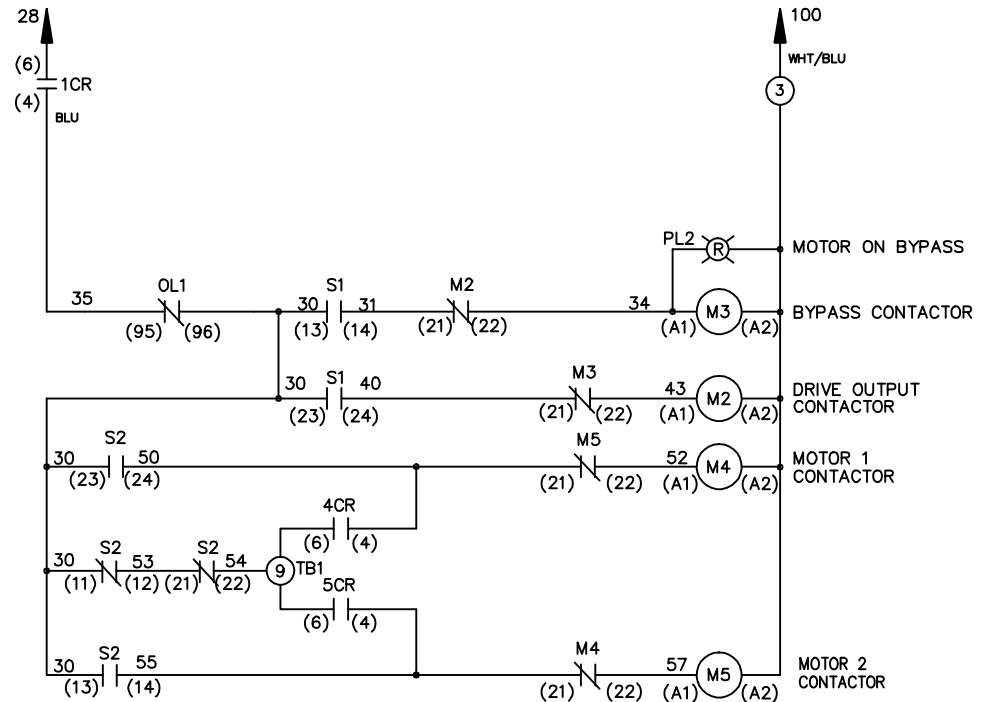 28
100
(6)
1CR
(4)
BLU
WHT/BLU
3
PL2
R
MOTOR ON BYPASS
35
OL1
(95) (96)
30 S1 31
(13) (14)
M2
(21) (22)
34
M3
(A1) (A2)
BYPASS CONTACTOR
30 S1 40
(23) (24)
M3
(21) (22)
43
M2
(A1) (A2)
DRIVE OUTPUT
CONTACTOR
30 S2 50
(23) (24)
M5
(21) (22)
52
M4
(A1) (A2)
MOTOR 1
CONTACTOR
4CR
(6) (4)
30 S2 53 S2 54
(11) (12) (21) (22)
9 TB1
5CR
(6) (4)
30 S2 55
(13) (14)
M4
(21) (22)
57
M5
(A1) (A2)
MOTOR 2
CONTACTOR